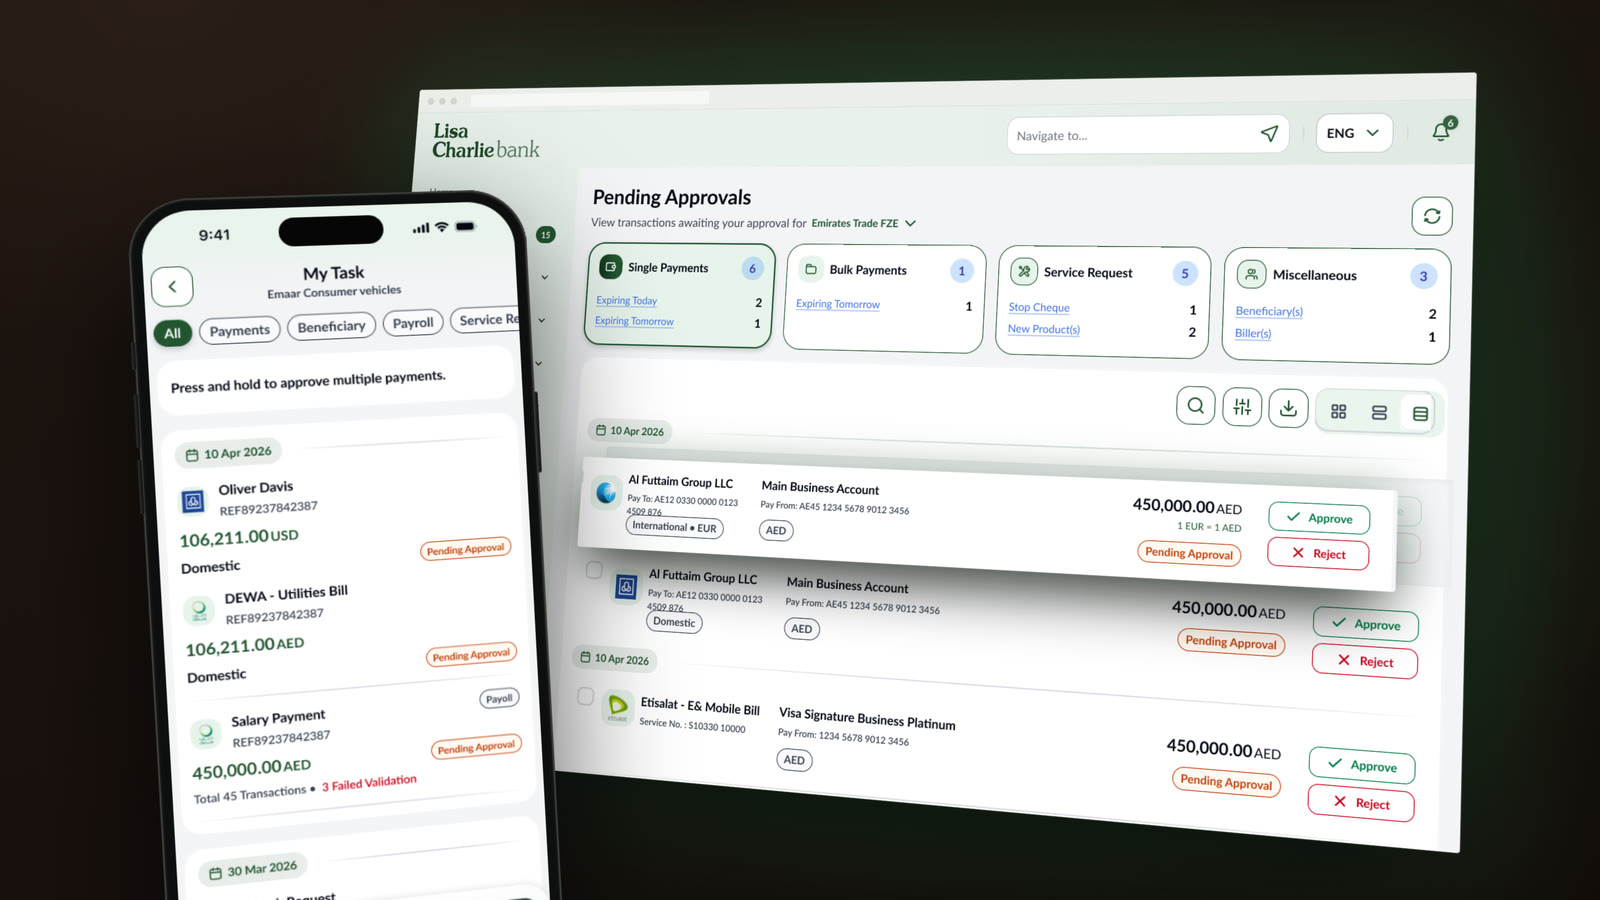 Lisa
Charlie bank
Navigate to...
ENG
6
15
Pending Approvals
View transactions awaiting your approval for Emirates Trade FZE
Single Payments 6
Expiring Today 2
Expiring Tomorrow 1
Bulk Payments 1
Expiring Tomorrow 1
Service Request 5
Stop Cheque 1
New Product(s) 2
Miscellaneous 3
Beneficiary(s) 2
Biller(s) 1
10 Apr 2026
Al Futtaim Group LLC
Pay To: AE12 0330 0000 0123
4509 876
International • EUR
Main Business Account
Pay From: AE45 1234 5678 9012 3456
AED
450,000.00 AED
1 EUR = 1 AED
Pending Approval
Approve
Reject
Al Futtaim Group LLC
Pay To: AE12 0330 0000 0123
4509 876
Domestic
Main Business Account
Pay From: AE45 1234 5678 9012 3456
AED
450,000.00 AED
Pending Approval
Approve
Reject
10 Apr 2026
Etisalat - E& Mobile Bill
Service No. : S10330 10000
etisalat
Visa Signature Business Platinum
Pay From: 1234 5678 9012 3456
AED
450,000.00 AED
Pending Approval
Approve
Reject
9:41
My Task
Emaar Consumer vehicles
All
Payments
Beneficiary
Payroll
Service Re
Press and hold to approve multiple payments.
10 Apr 2026
Oliver Davis
REF89237842387
106,211.00 USD
Pending Approval
Domestic
DEWA - Utilities Bill
REF89237842387
106,211.00 AED
Pending Approval
Domestic
Payoll
Salary Payment
REF89237842387
Pending Approval
450,000.00 AED
Total 45 Transactions • 3 Failed Validation
30 Mar 2026
Request